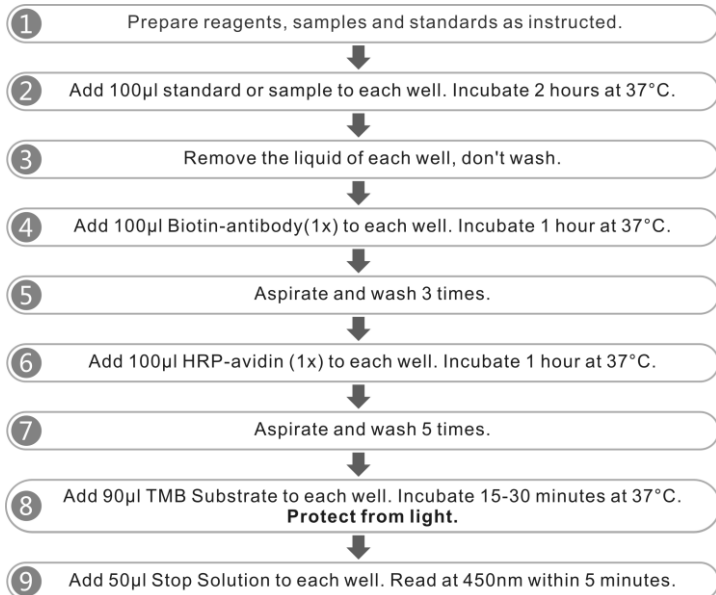 1 Prepare reagents, samples and standards as instructed.
2 Add 100μl standard or sample to each well. Incubate 2 hours at 37°C.
3 Remove the liquid of each well, don't wash.
4 Add 100μl Biotin-antibody(1x) to each well. Incubate 1 hour at 37°C.
5 Aspirate and wash 3 times.
6 Add 100μl HRP-avidin (1x) to each well. Incubate 1 hour at 37°C.
7 Aspirate and wash 5 times.
8 Add 90μl TMB Substrate to each well. Incubate 15-30 minutes at 37°C.
Protect from light.
9 Add 50μl Stop Solution to each well. Read at 450nm within 5 minutes.